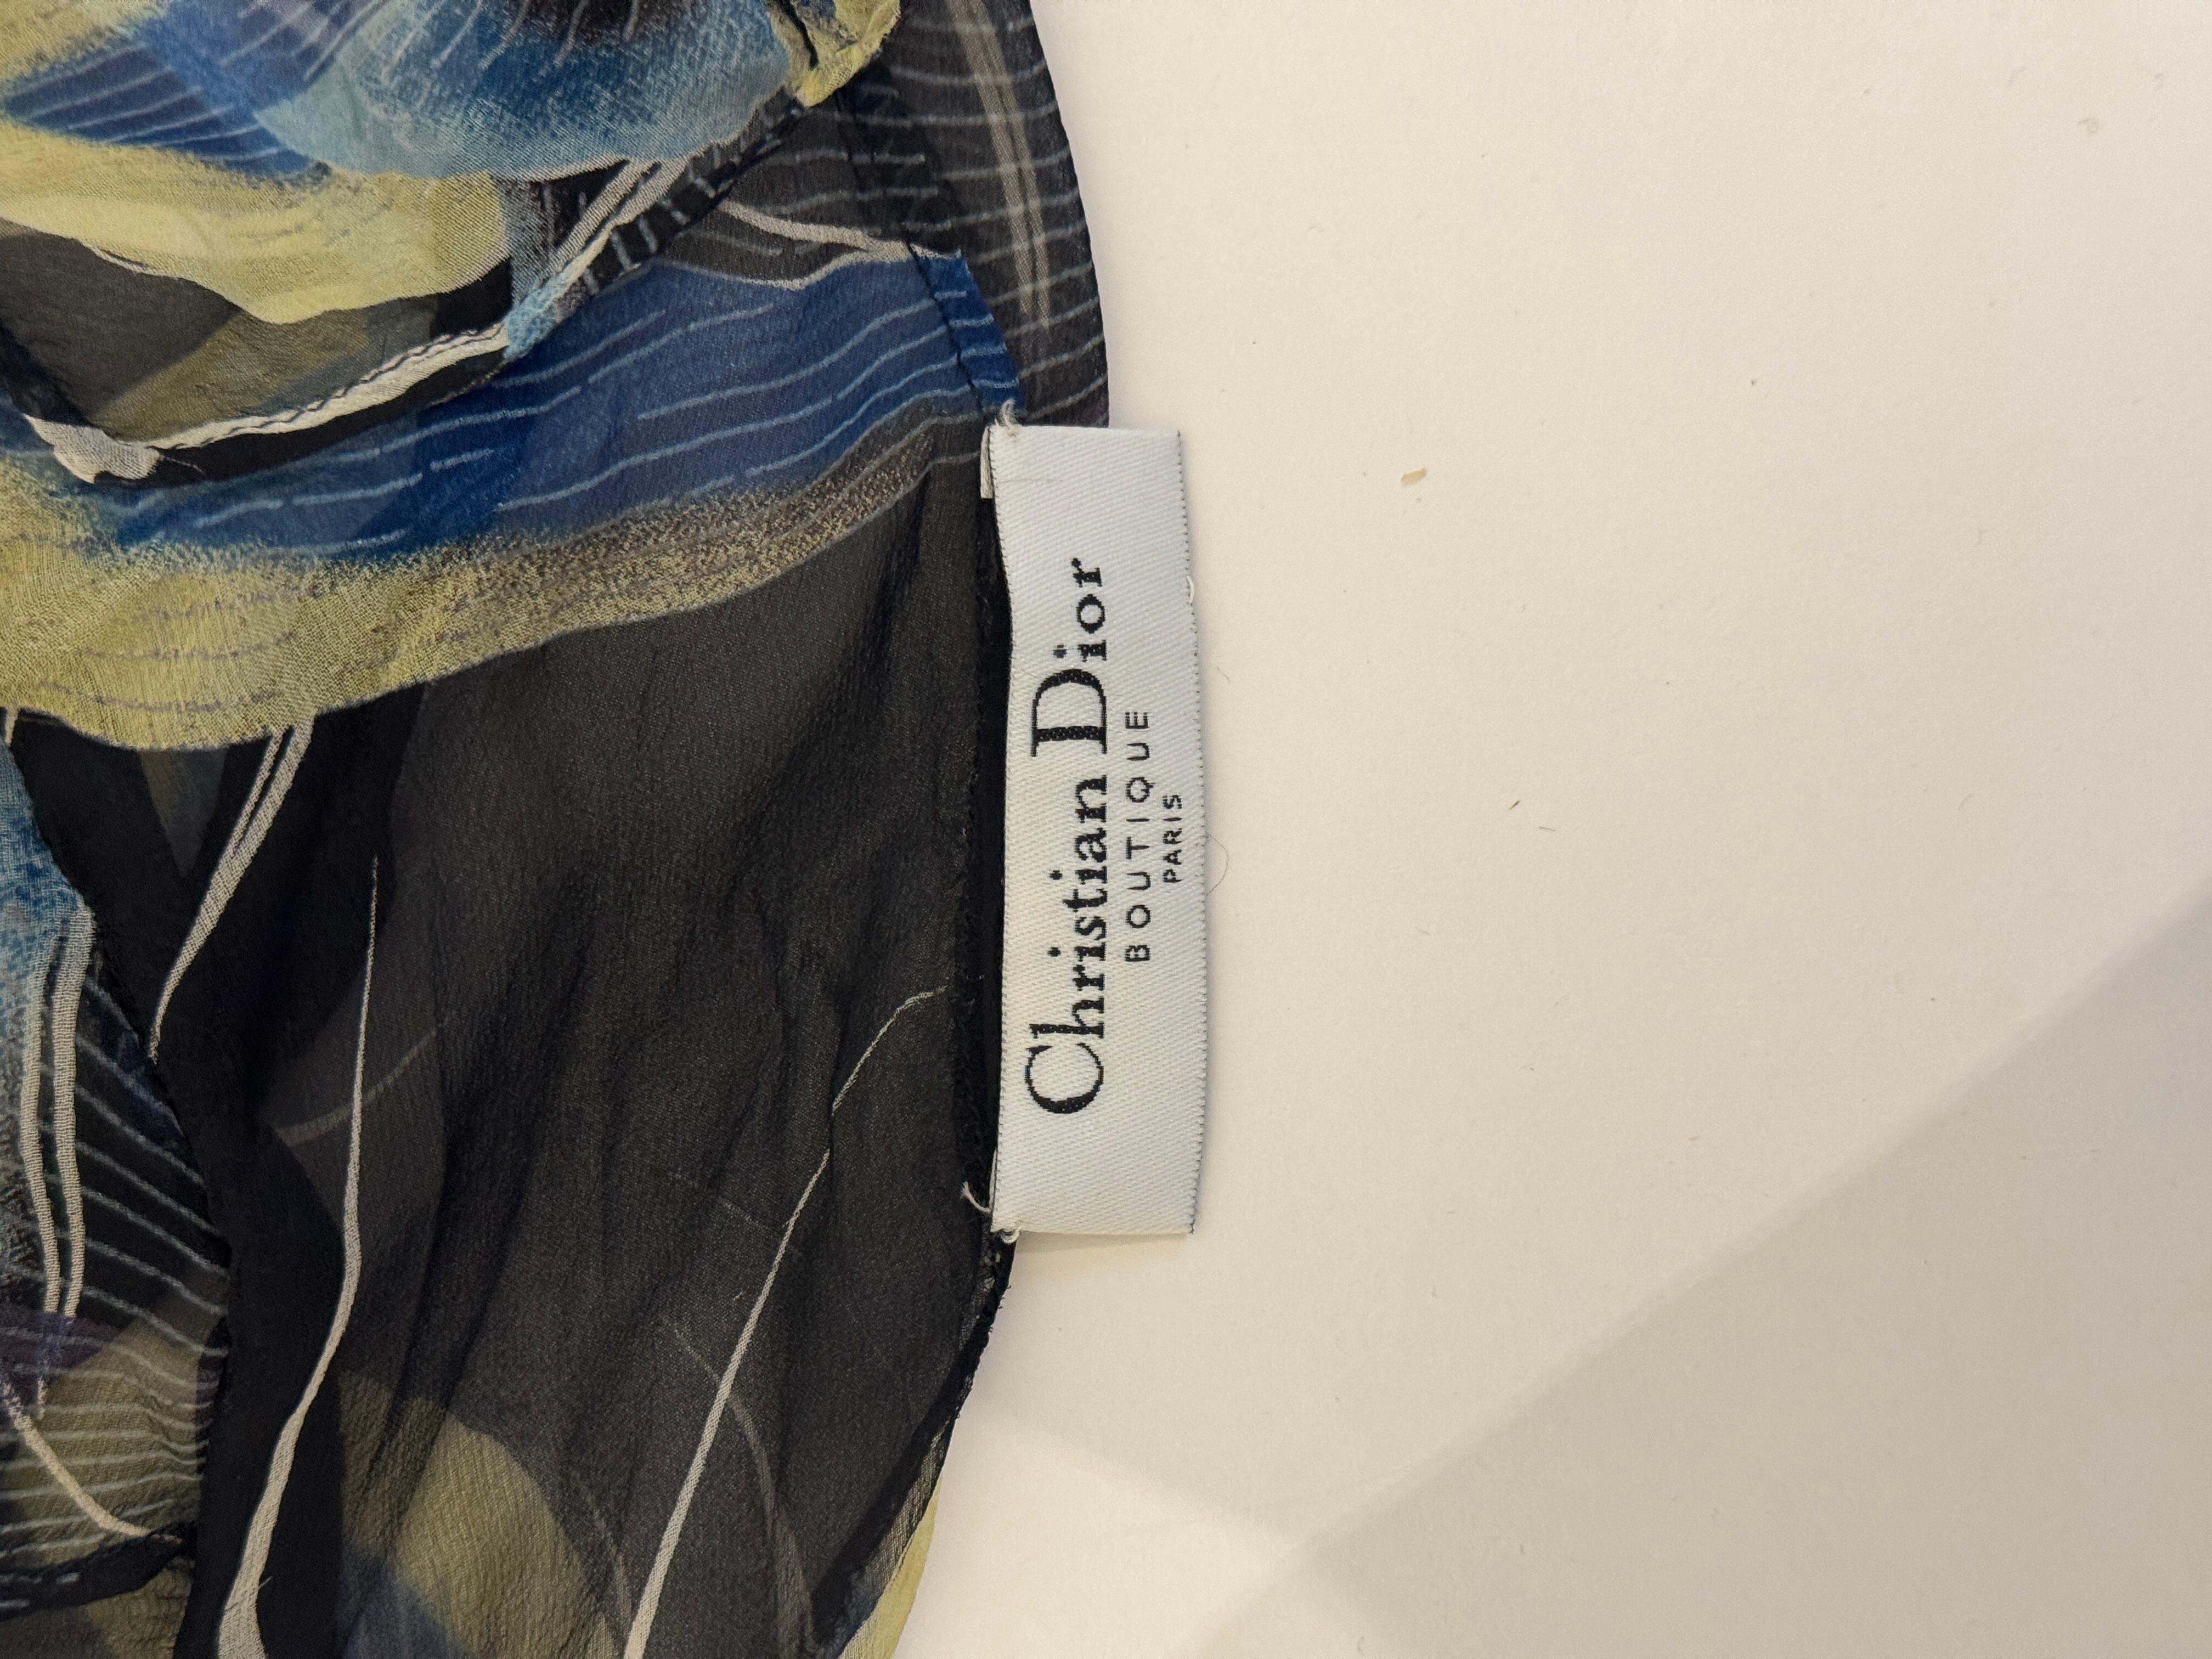 Christian Dior
BOUTIQUE
PARIS